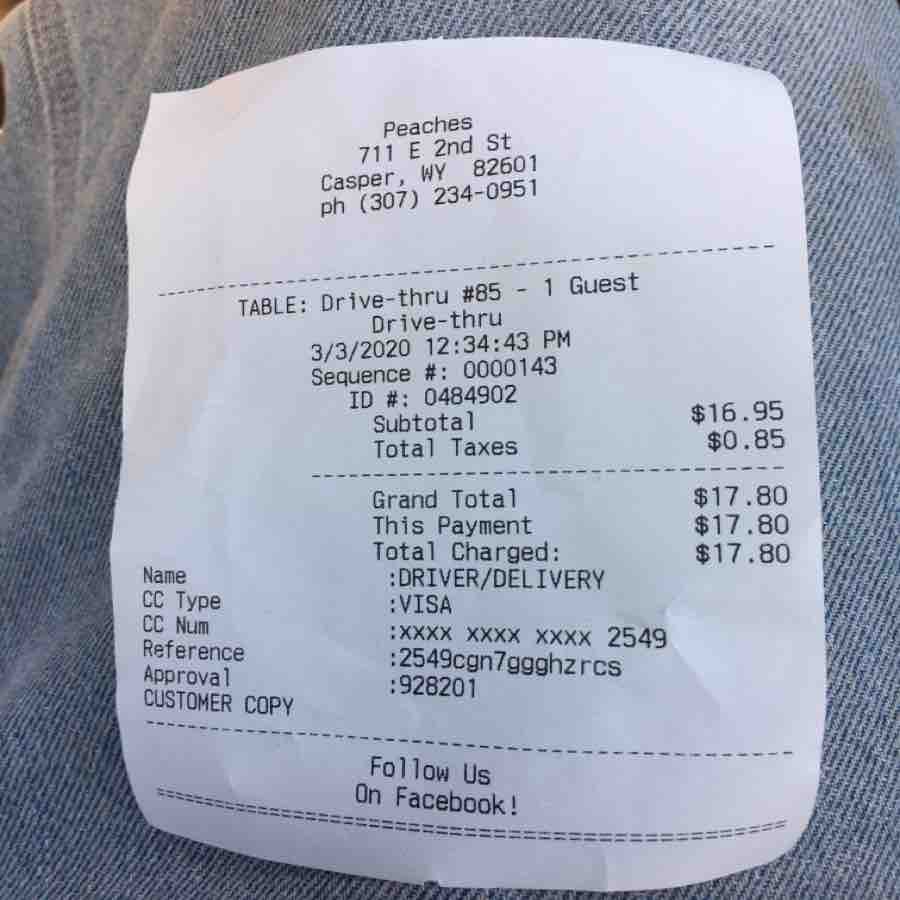 Peaches
711 E 2nd St
Casper, WY 82601
ph (307) 234-0951
TABLE: Drive-thru #85 - 1 Guest
Drive-thru
3/3/2020 12:34:43 PM
Sequence #: 0000143
ID #: 0484902
Subtotal $16.95
Total Taxes $0.85
Grand Total $17.80
This Payment $17.80
Total Charged: $17.80
Name :DRIVER/DELIVERY
CC Type :VISA
CC Num :xxxx xxxx xxxx 2549
Reference :2549cgn7ggghzrcs
Approval :928201
CUSTOMER COPY
Follow Us
On Facebook!